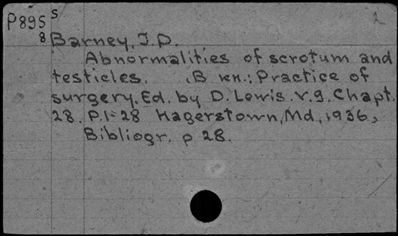 P895 S
8 Barney, J.D.
Abnormalities of scrotum and
testicles. (B kn.: Practice of
surgery. Ed. by D. Lewis. v.9. Chapt.
28. P.1-28 Hagerstown, Md, 1936,
Bibliogr. p 28.